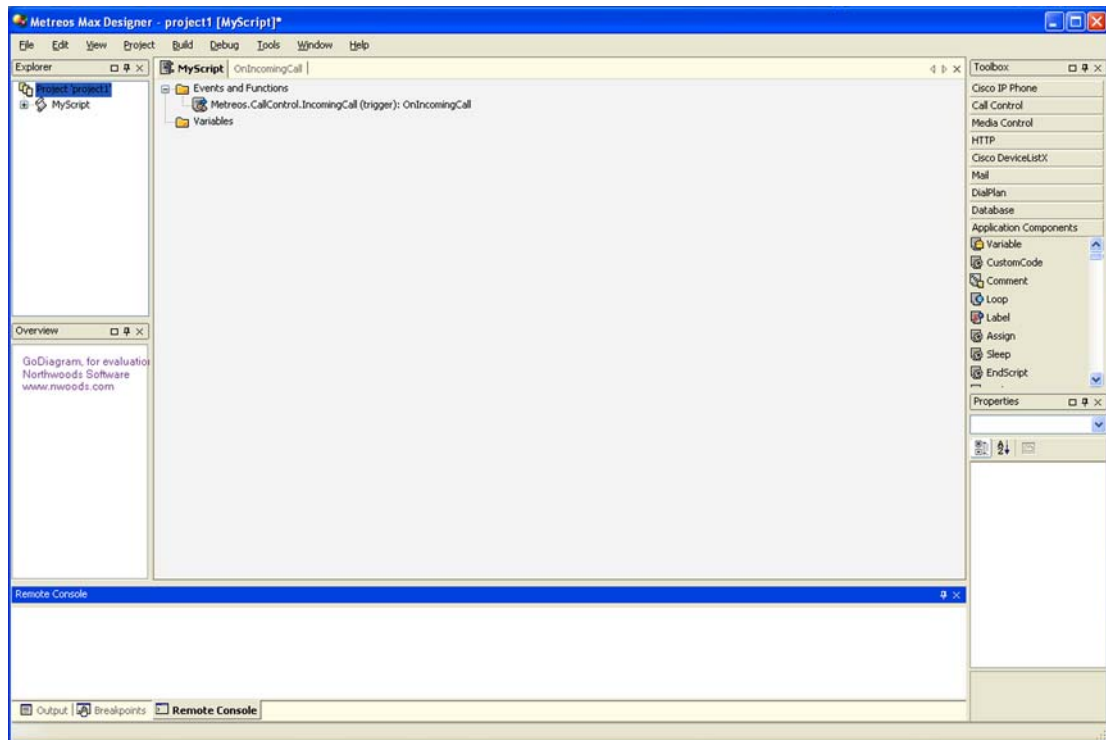 Metreos Max Designer - project1 [MyScript]*
File Edit View Project Build Debug Tools Window Help
Explorer
Project 'project1'
MyScript
MyScript OnIncomingCall
Events and Functions
Metreos.CallControl.IncomingCall (trigger): OnIncomingCall
Variables
Toolbox
Cisco IP Phone
Call Control
Media Control
HTTP
Cisco DeviceListX
Mail
DialPlan
Database
Application Components
Variable
CustomCode
Comment
Loop
Label
Assign
Sleep
EndScript
Overview
GoDiagram, for evaluation
Northwoods Software
www.nwoods.com
Properties
Remote Console
Output Breakpoints Remote Console